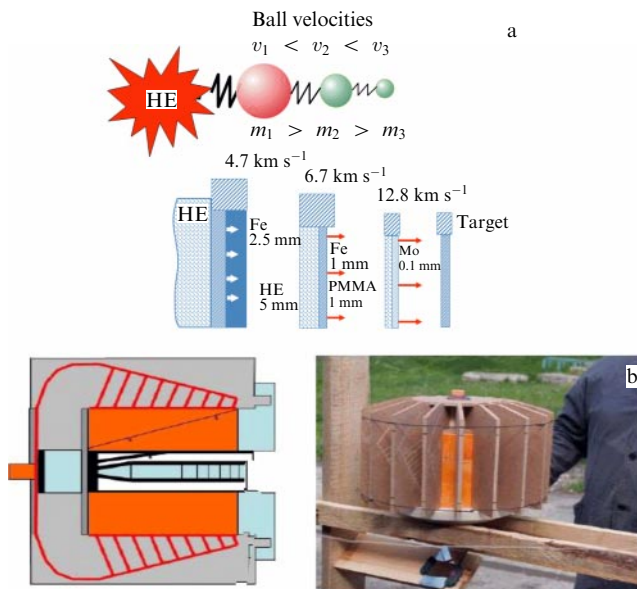 Ball velocities
a
v₁ < v₂ < v₃
HE
m₁ > m₂ > m₃
4.7 km s⁻¹
6.7 km s⁻¹
12.8 km s⁻¹
HE
Target
Fe
2.5 mm
Fe
1 mm
Mo
0.1 mm
HE
5 mm
PMMA
1 mm
b